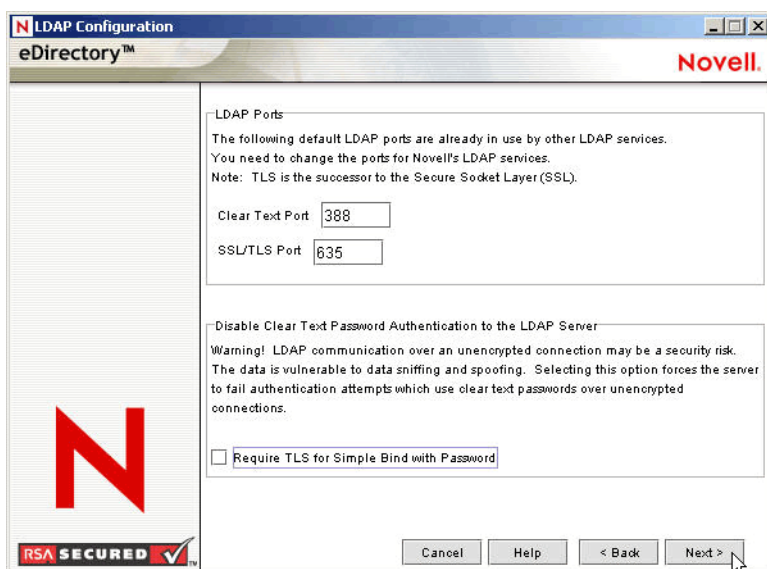 N LDAP Configuration
eDirectory™
Novell.
LDAP Ports
The following default LDAP ports are already in use by other LDAP services.
You need to change the ports for Novell's LDAP services.
Note: TLS is the successor to the Secure Socket Layer (SSL).
Clear Text Port 388
SSL/TLS Port 635
Disable Clear Text Password Authentication to the LDAP Server
Warning! LDAP communication over an unencrypted connection may be a security risk.
The data is vulnerable to data sniffing and spoofing. Selecting this option forces the server
to fail authentication attempts which use clear text passwords over unencrypted
connections.
Require TLS for Simple Bind with Password
N
RSA SECURED ™
Cancel Help < Back Next >